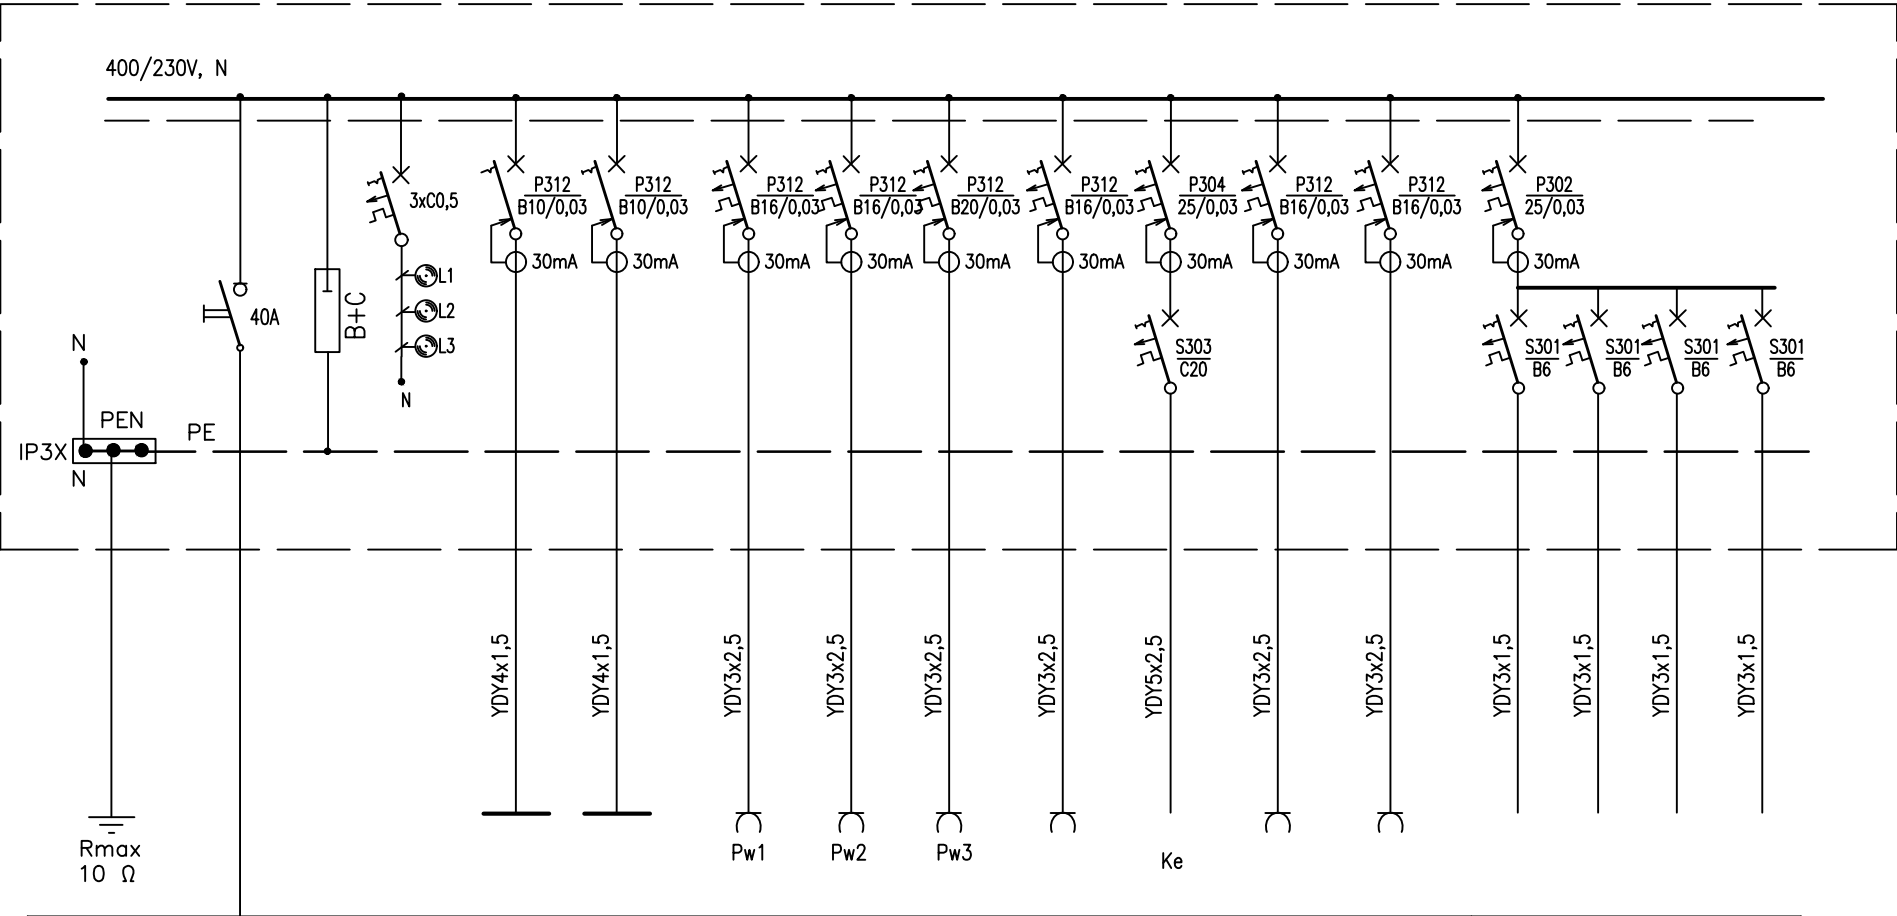 400/230V, N
3xC0,5
P312
B10/0,03
30mA
P312
B10/0,03
30mA
P312
B16/0,03
30mA
P312
B16/0,03
30mA
P312
B20/0,03
30mA
P312
B16/0,03
30mA
P304
25/0,03
30mA
P312
B16/0,03
30mA
P312
B16/0,03
30mA
P302
25/0,03
30mA
40A
B+C
L1
L2
L3
N
S303
C20
S301
B6
S301
B6
S301
B6
S301
B6
N
PEN
PE
IP3X
N
YDY4x1,5
YDY4x1,5
YDY3x2,5
YDY3x2,5
YDY3x2,5
YDY3x2,5
YDY5x2,5
YDY3x2,5
YDY3x2,5
YDY3x1,5
YDY3x1,5
YDY3x1,5
YDY3x1,5
Rmax
10 Ω
Pw1
Pw2
Pw3
Ke